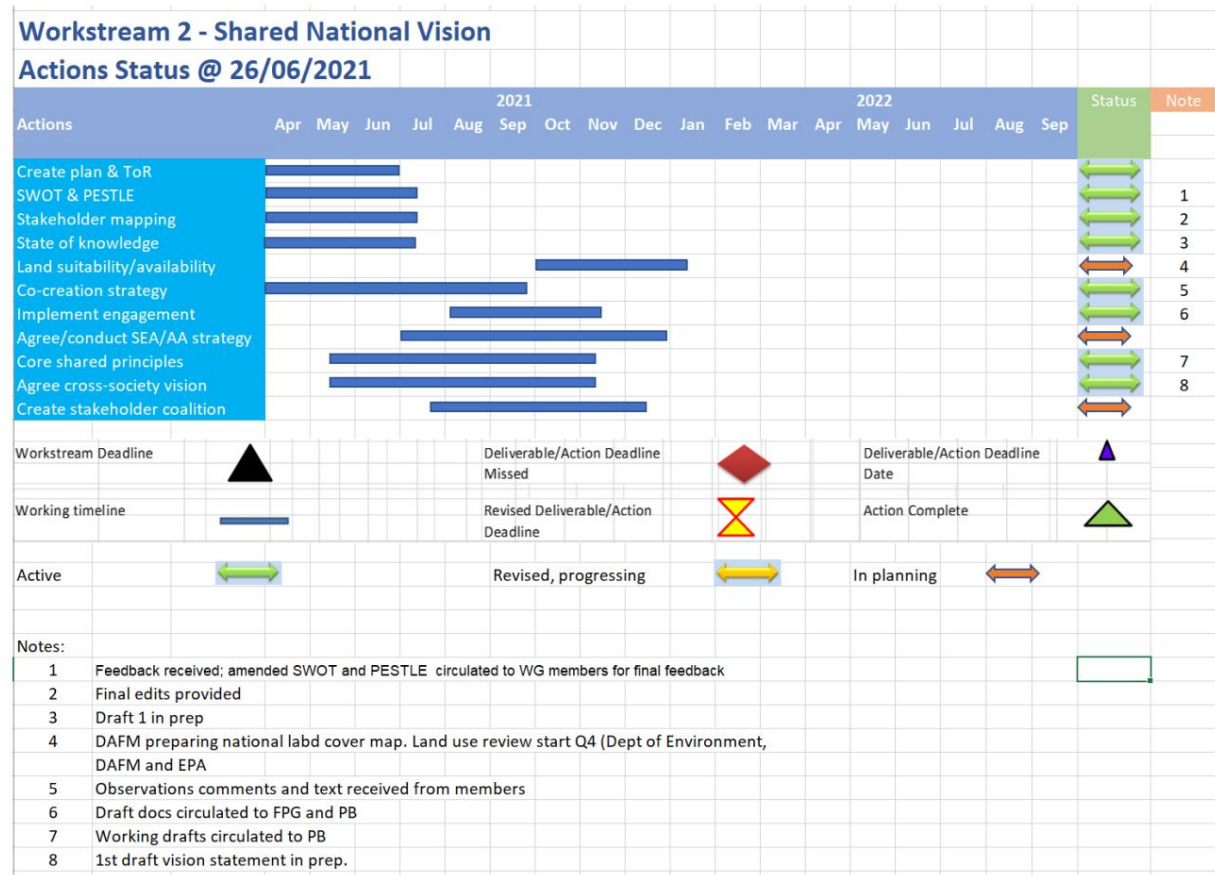 Workstream 2 - Shared National Vision
Actions Status @ 26/06/2021
2021 2022 Status Note
Actions Apr May Jun Jul Aug Sep Oct Nov Dec Jan Feb Mar Apr May Jun Jul Aug Sep
Create plan & ToR
SWOT & PESTLE 1
Stakeholder mapping 2
State of knowledge 3
Land suitability/availability 4
Co-creation strategy 5
Implement engagement 6
Agree/conduct SEA/AA strategy
Core shared principles 7
Agree cross-society vision 8
Create stakeholder coalition
Workstream Deadline
Deliverable/Action Deadline
Missed
Deliverable/Action Deadline
Date
Working timeline
Revised Deliverable/Action
Deadline
Action Complete
Active Revised, progressing In planning
Notes:
1 Feedback received; amended SWOT and PESTLE circulated to WG members for final feedback
2 Final edits provided
3 Draft 1 in prep
4 DAFM preparing national labd cover map. Land use review start Q4 (Dept of Environment,
DAFM and EPA
5 Observations comments and text received from members
6 Draft docs circulated to FPG and PB
7 Working drafts circulated to PB
8 1st draft vision statement in prep.